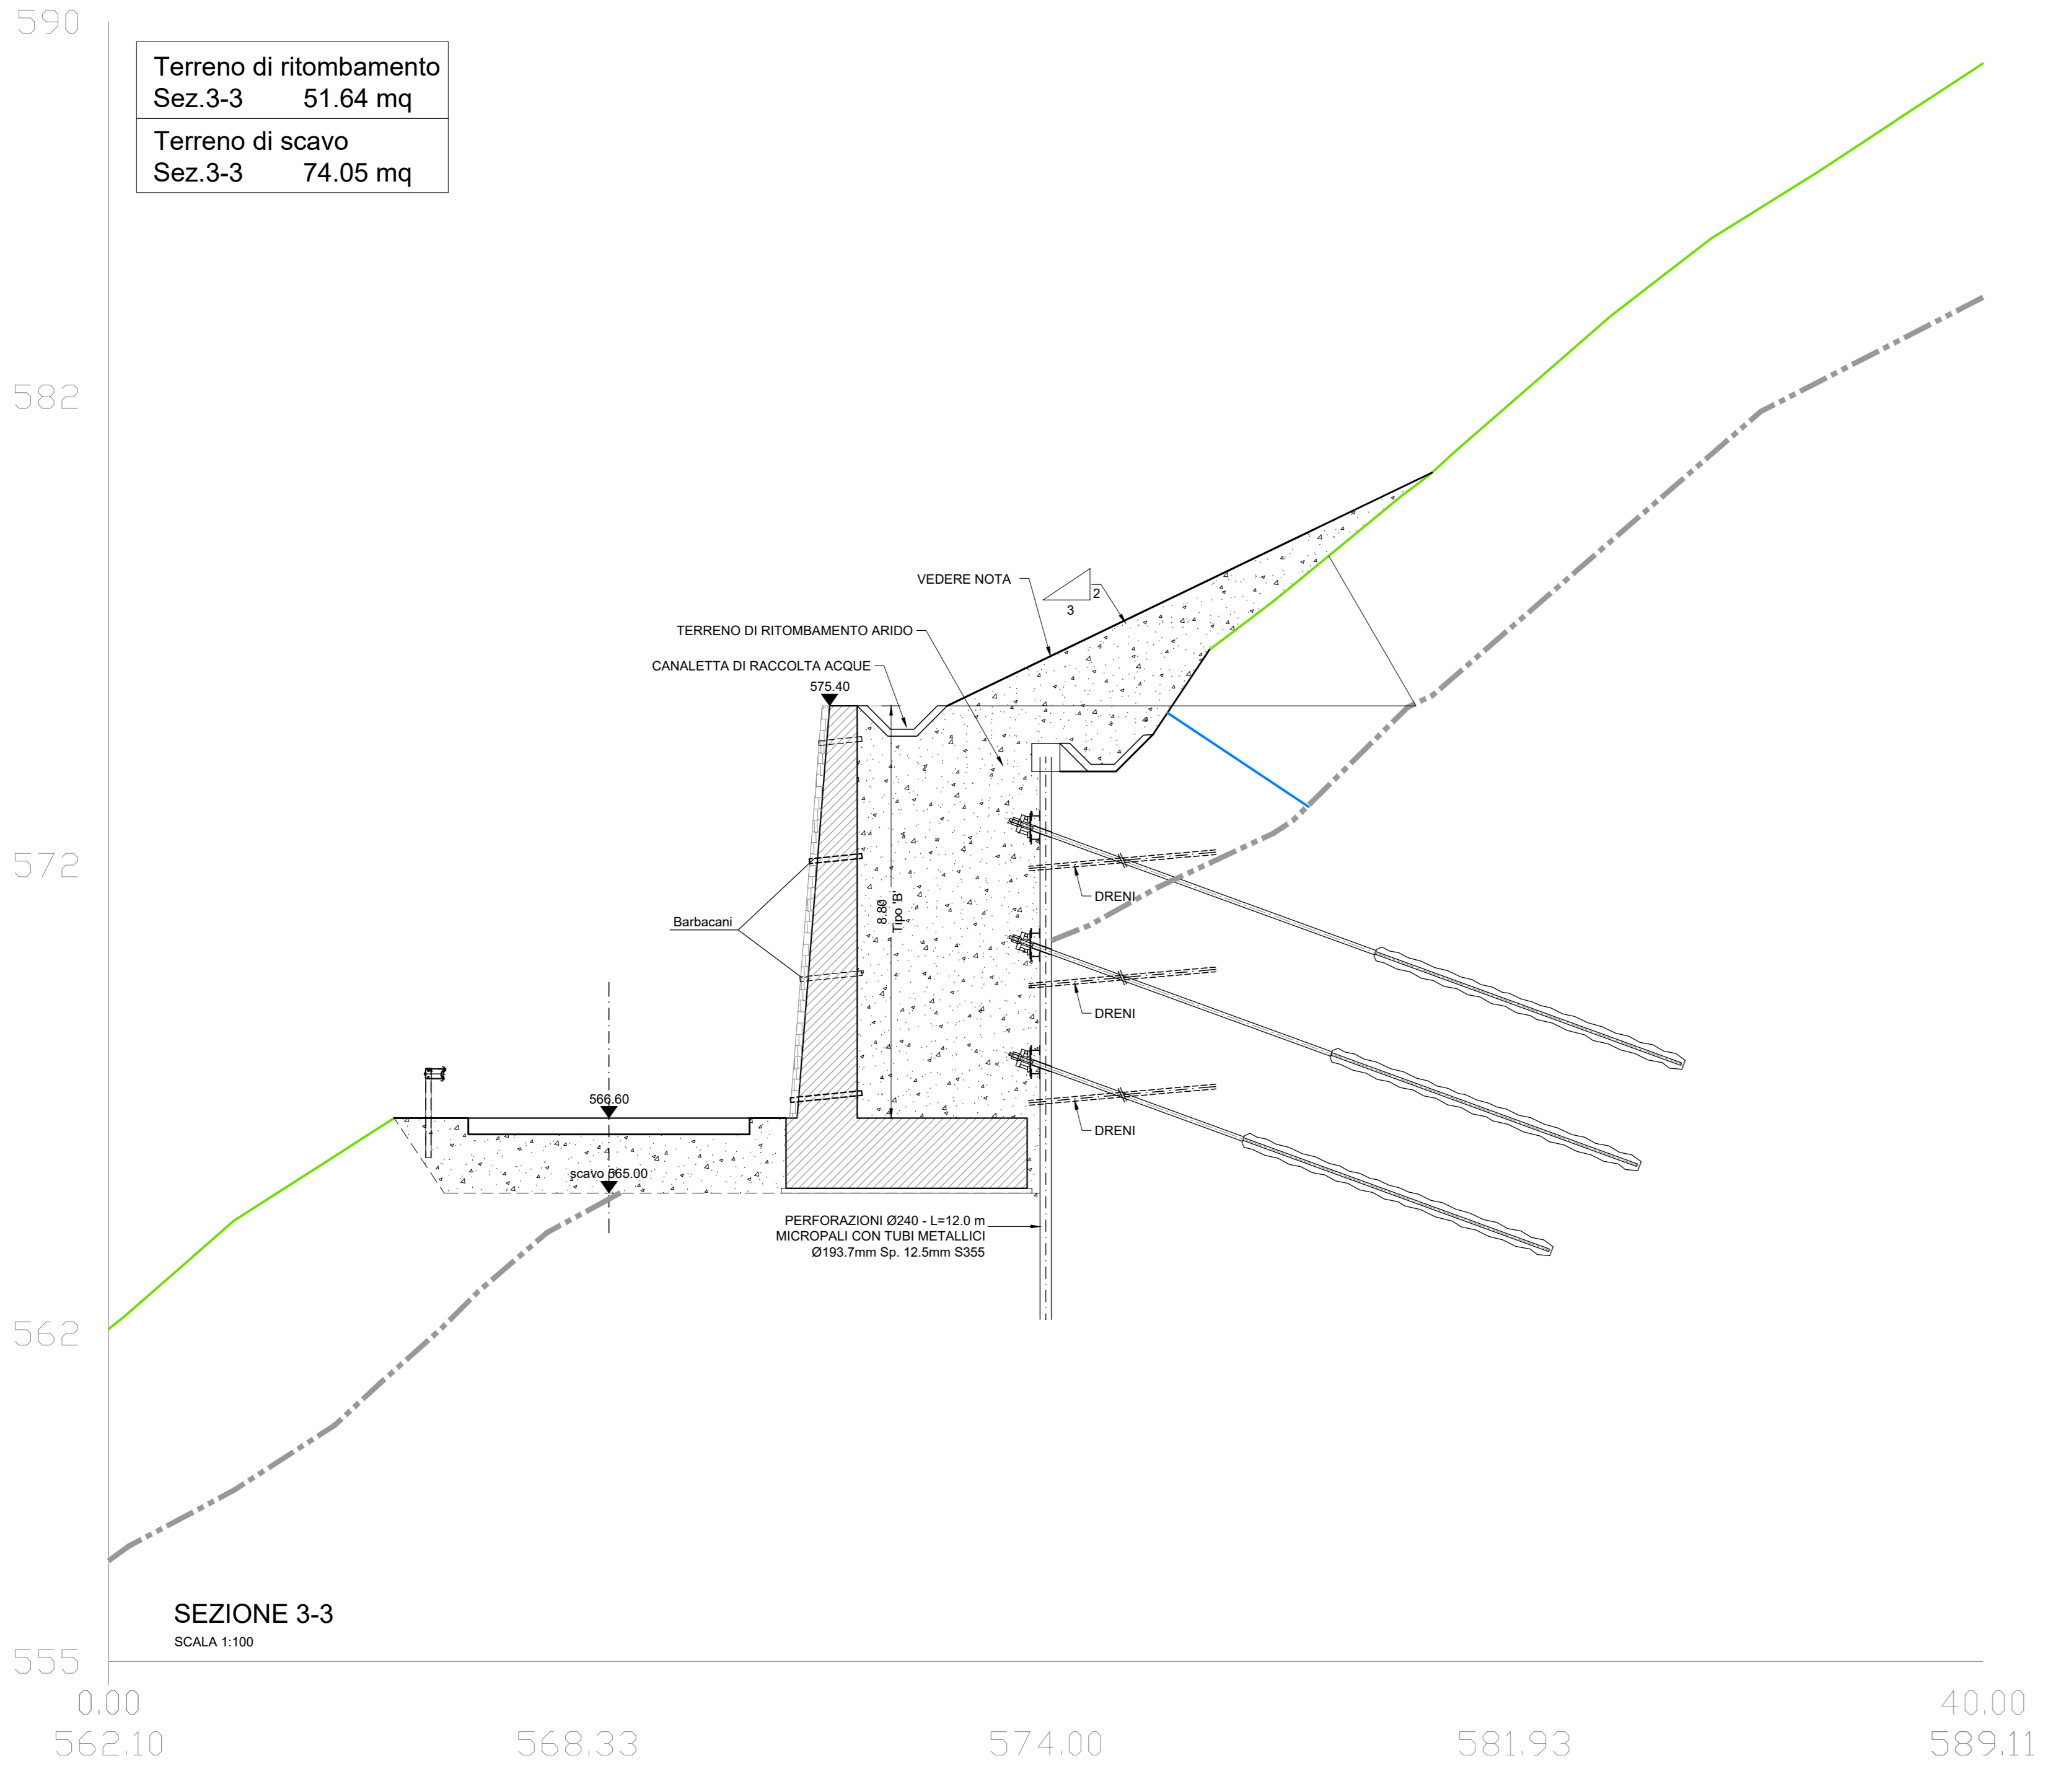 590
Terreno di ritombamento
Sez.3-3 51.64 mq
Terreno di scavo
Sez.3-3 74.05 mq
582
VEDERE NOTA
2
3
TERRENO DI RITOMBAMENTO ARIDO
CANALETTA DI RACCOLTA ACQUE
575.40
572
DRENI
8.80
Tipo 'B'
Barbacani
DRENI
566.60
DRENI
scavo 565.00
PERFORAZIONI Ø240 - L=12.0 m
MICROPALI CON TUBI METALLICI
Ø193.7mm Sp. 12.5mm S355
562
SEZIONE 3-3
SCALA 1:100
555
0.00 40.00
562.10 568.33 574.00 581.93 589.11